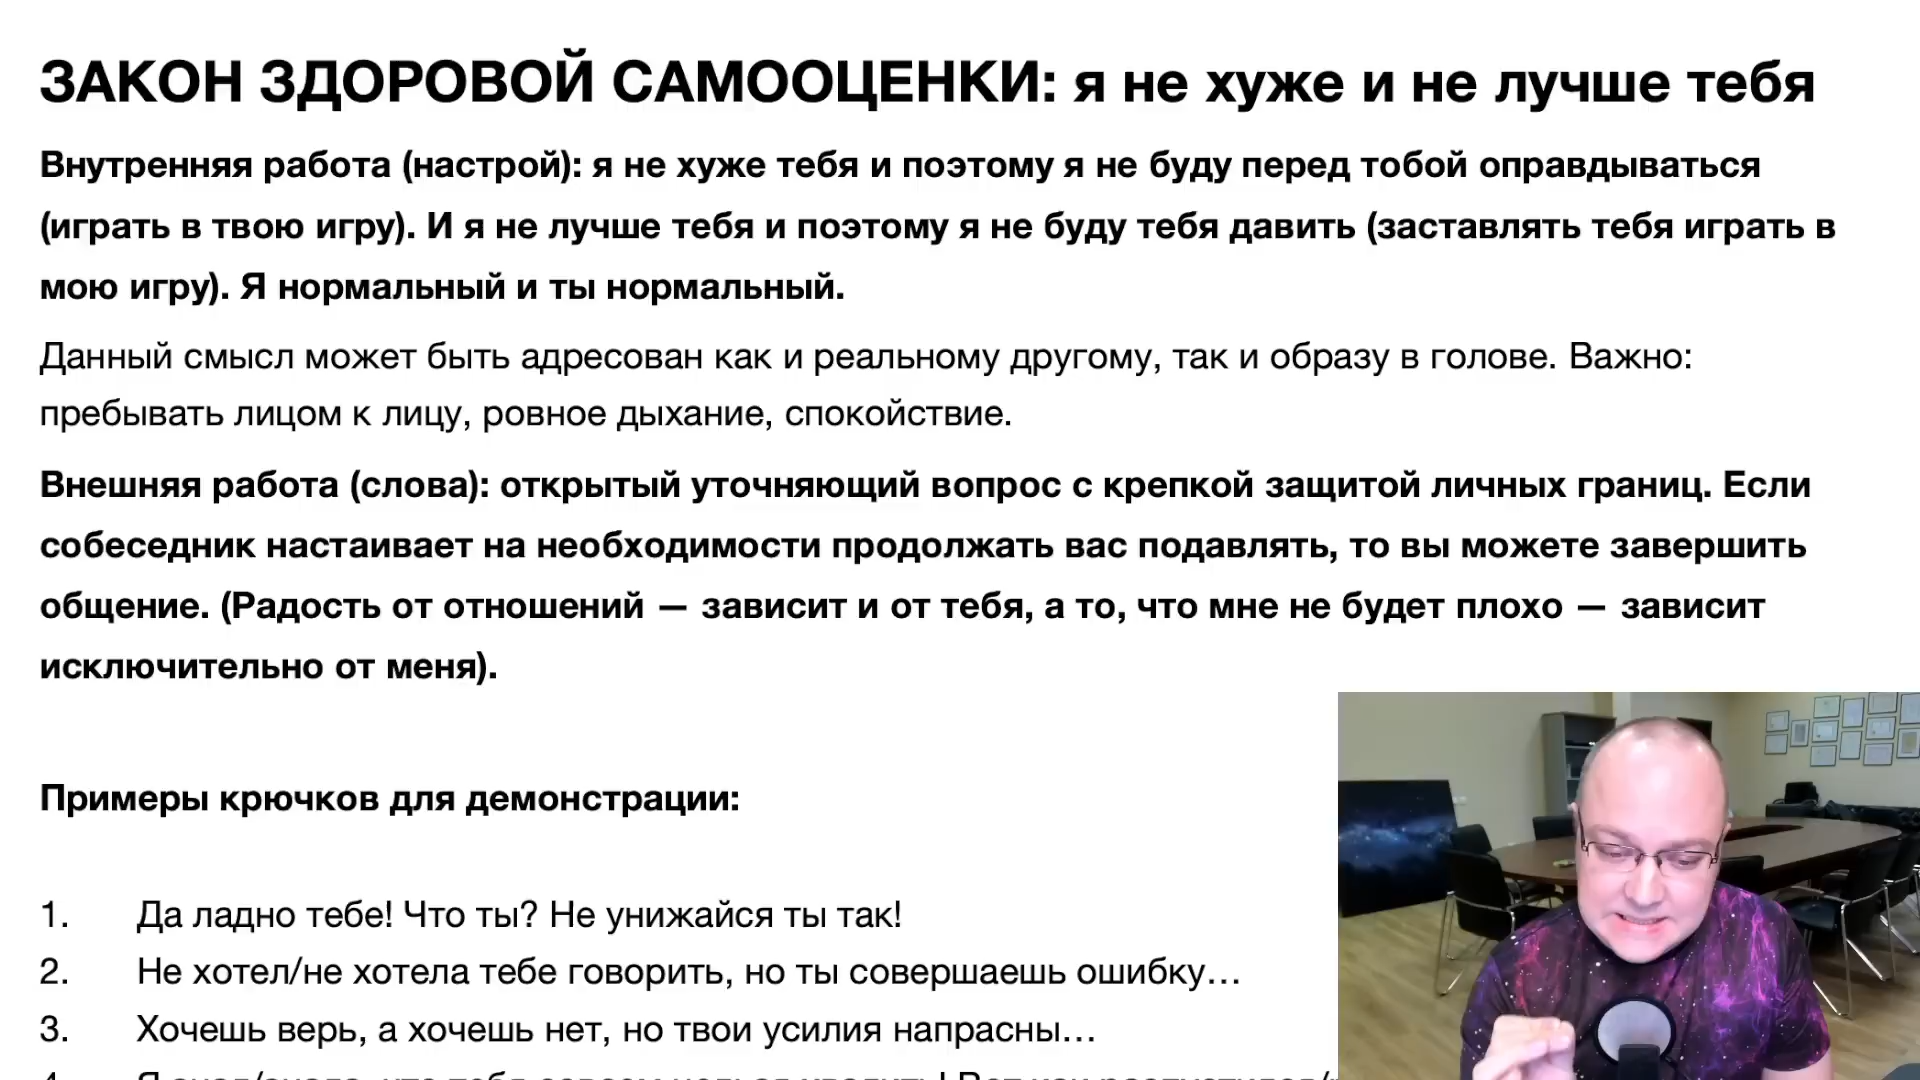 ЗАКОН ЗДОРОВОЙ САМООЦЕНКИ: я не хуже и не лучше тебя
Внутренняя работа (настрой): я не хуже тебя и поэтому я не буду перед тобой оправдываться
(играть в твою игру). И я не лучше тебя и поэтому я не буду тебя давить (заставлять тебя играть в
мою игру). Я нормальный и ты нормальный.
Данный смысл может быть адресован как и реальному другому, так и образу в голове. Важно:
пребывать лицом к лицу, ровное дыхание, спокойствие.
Внешняя работа (слова): открытый уточняющий вопрос с крепкой защитой личных границ. Если
собеседник настаивает на необходимости продолжать вас подавлять, то вы можете завершить
общение. (Радость от отношений — зависит и от тебя, а то, что мне не будет плохо — зависит
исключительно от меня).
Примеры крючков для демонстрации:
1. Да ладно тебе! Что ты? Не унижайся ты так!
2. Не хотел/не хотела тебе говорить, но ты совершаешь ошибку…
3. Хочешь верь, а хочешь нет, но твои усилия напрасны…